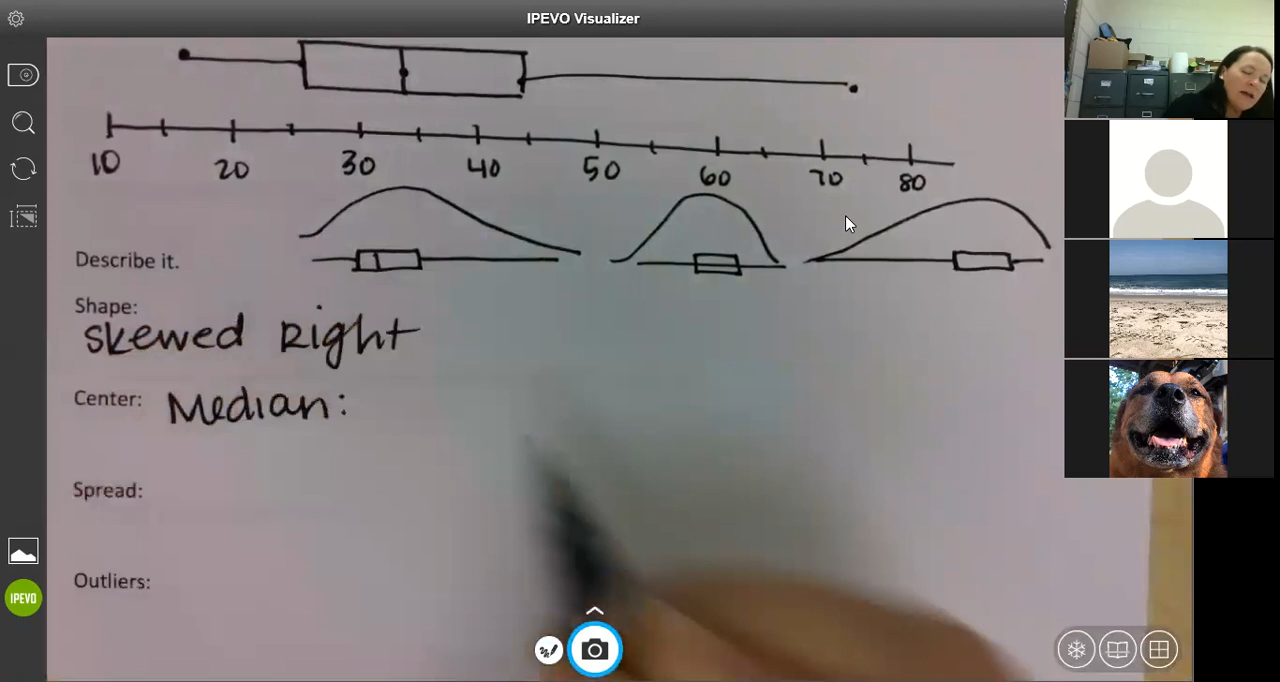 IPEVO Visualizer
10 20 30 40 50 60 70 80
Describe it.
Shape:
Skewed Right
Center: Median:
Spread:
Outliers:
IPEVO